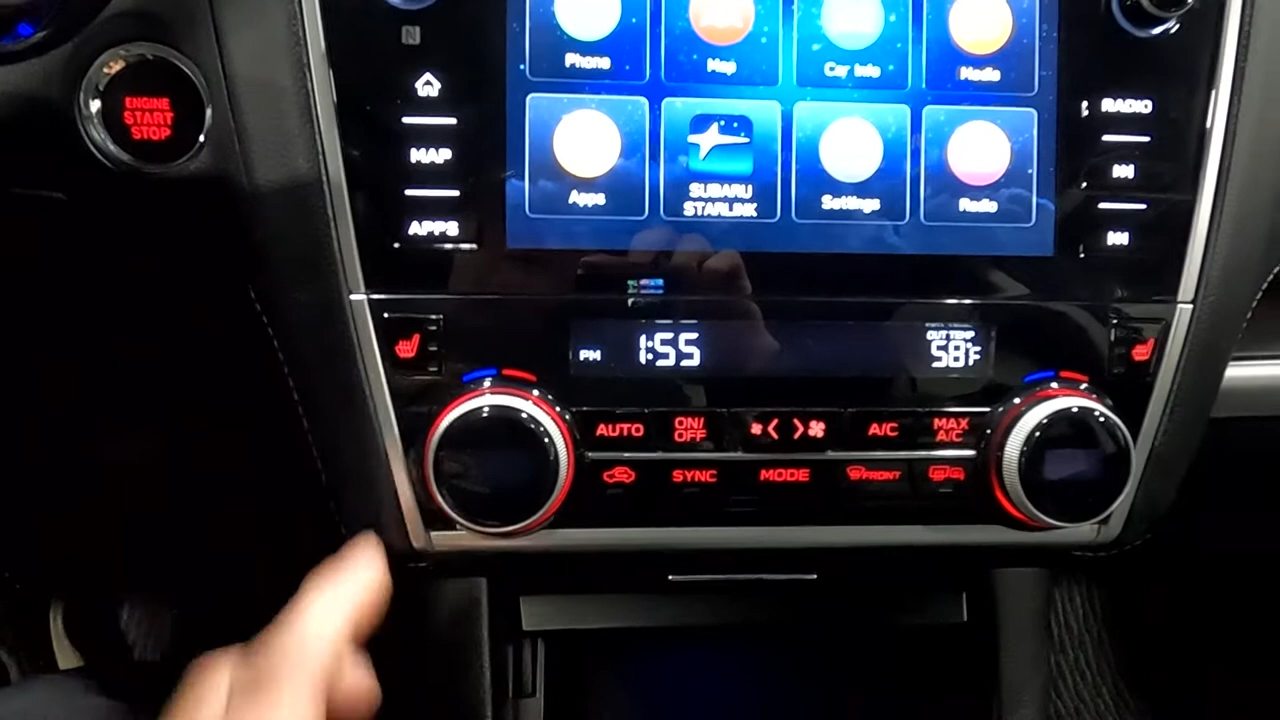 ENGINE
START
STOP
MAP
APPS
Phone
Map
Car Info
Media
Apps
SUBARU
STARLINK
Settings
Radio
RADIO
PM 1:55
OUT TEMP
58°F
AUTO
ON/
OFF
A/C
MAX
A/C
SYNC
MODE
FRONT